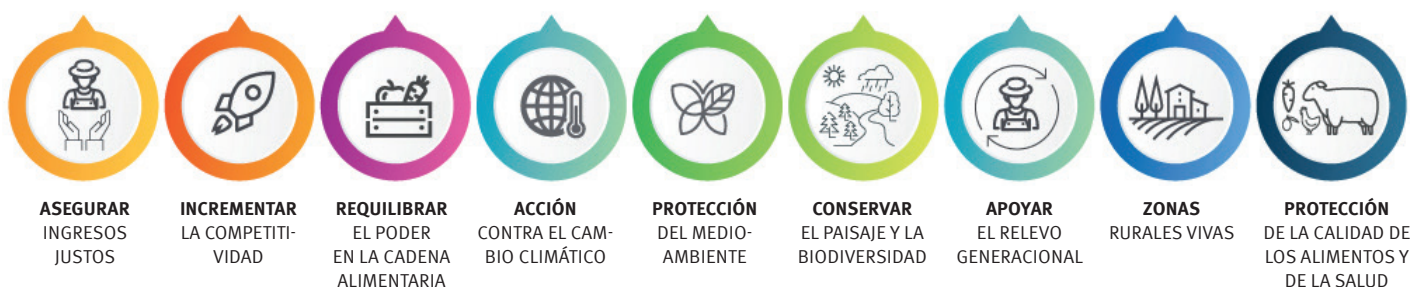 ASEGURAR
INGRESOS
JUSTOS
INCREMENTAR
LA COMPETITI-
VIDAD
REQUILIBRAR
EL PODER
EN LA CADENA
ALIMENTARIA
ACCIÓN
CONTRA EL CAM-
BIO CLIMÁTICO
PROTECCIÓN
DEL MEDIO-
AMBIENTE
CONSERVAR
EL PAISAJE Y LA
BIODIVERSIDAD
APOYAR
EL RELEVO
GENERACIONAL
ZONAS
RURALES VIVAS
PROTECCIÓN
DE LA CALIDAD DE
LOS ALIMENTOS Y
DE LA SALUD